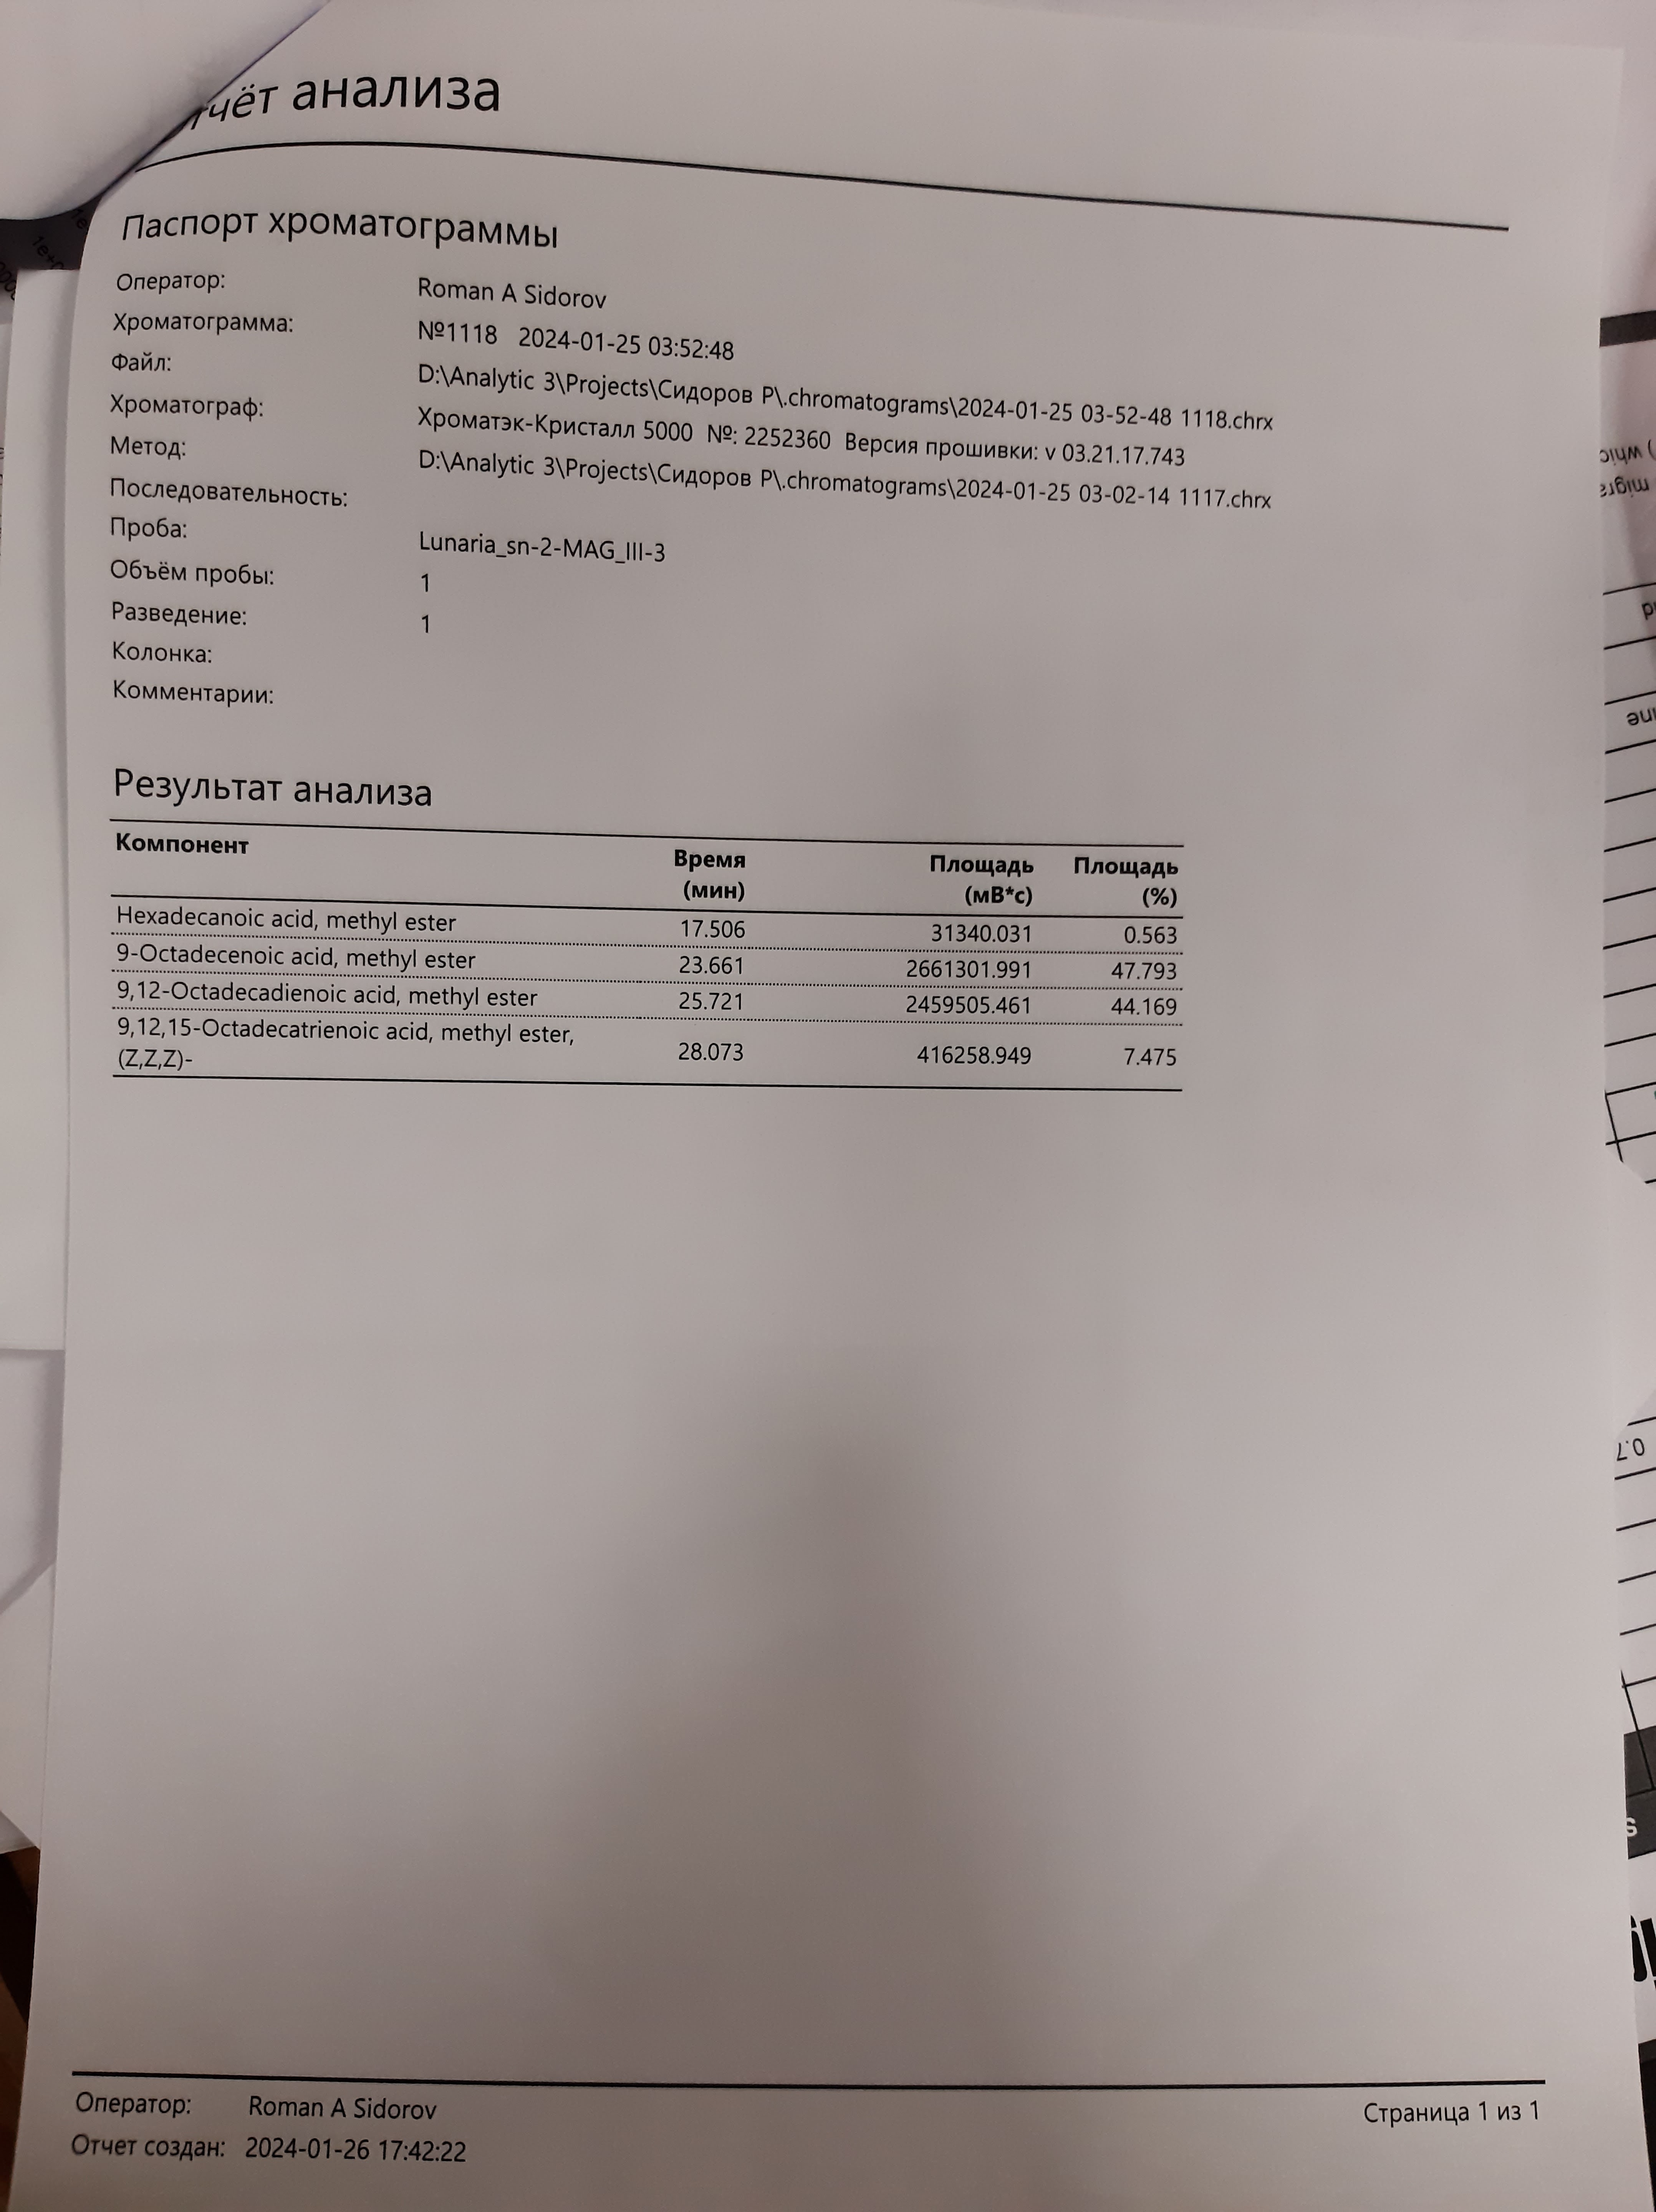 анализа
Паспорт хроматограммы
Оператор: Roman A Sidorov
Хроматограмма: №1118 2024-01-25 03:52:48
Файл: D:\Analytic 3\Projects\Сидоров Р\.chromatograms\2024-01-25 03-52-48 1118.chrx
Хроматограф: Хроматэк-Кристалл 5000 №: 2252360 Версия прошивки: v 03.21.17.743
Метод: D:\Analytic 3\Projects\Сидоров Р\.chromatograms\2024-01-25 03-02-14 1117.chrx
Последовательность:
Проба: Lunaria_sn-2-MAG_III-3
Объём пробы: 1
Разведение: 1
Колонка:
Комментарии:
Результат анализа
Компонент Время Площадь Площадь
(мин) (мВ*с) (%)
Hexadecanoic acid, methyl ester 17.506 31340.031 0.563
9-Octadecenoic acid, methyl ester 23.661 2661301.991 47.793
9,12-Octadecadienoic acid, methyl ester 25.721 2459505.461 44.169
9,12,15-Octadecatrienoic acid, methyl ester,
(Z,Z,Z)- 28.073 416258.949 7.475
Оператор: Roman A Sidorov Страница 1 из 1
Отчет создан: 2024-01-26 17:42:22
0.7